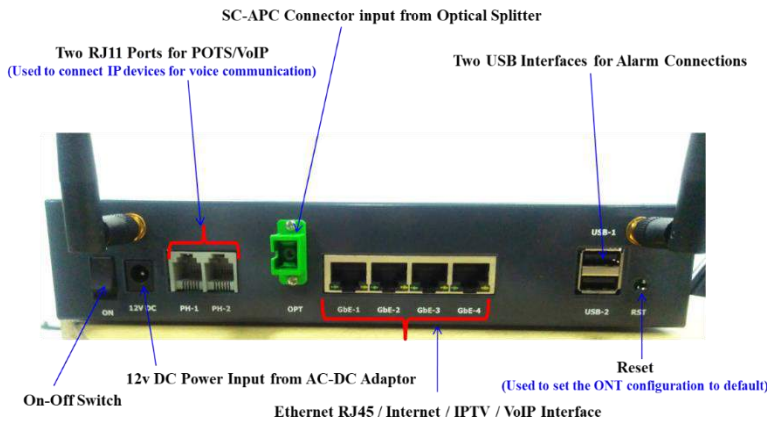 SC-APC Connector input from Optical Splitter
Two RJ11 Ports for POTS/VoIP
(Used to connect IP devices for voice communication)
Two USB Interfaces for Alarm Connections
USB-1
ON
12V DC
PH-1
PH-2
OPT
GbE-1
GbE-2
GbE-3
GbE-4
USB-2
RST
12v DC Power Input from AC-DC Adaptor
On-Off Switch
Reset
(Used to set the ONT configuration to default)
Ethernet RJ45 / Internet / IPTV / VoIP Interface